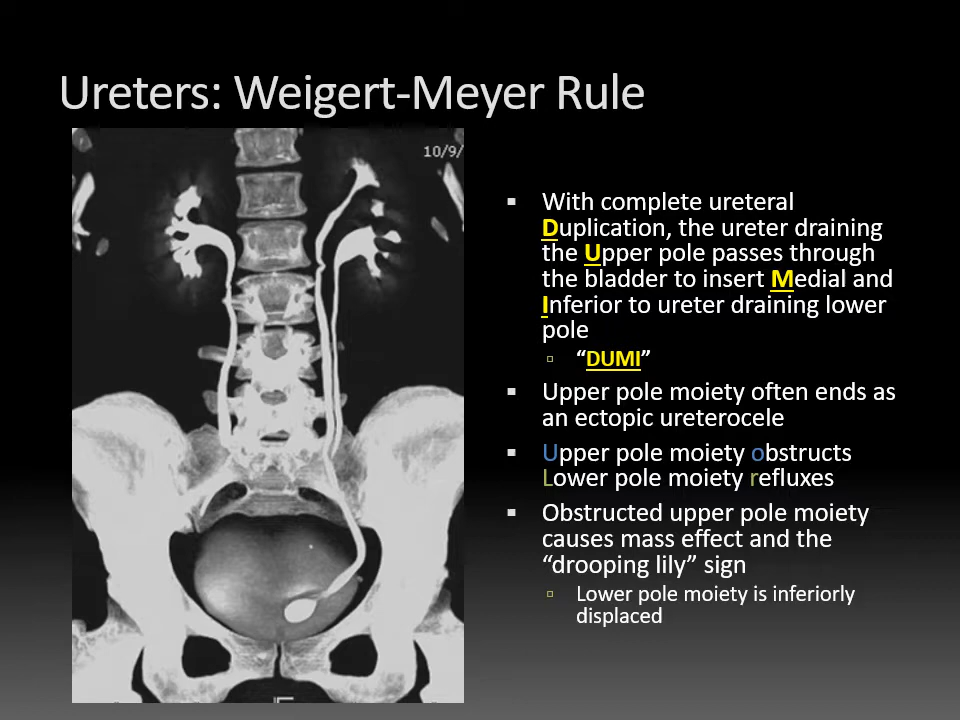 Ureters: Weigert-Meyer Rule
10/9/
With complete ureteral
Duplication, the ureter draining
the Upper pole passes through
the bladder to insert Medial and
Inferior to ureter draining lower
pole
“DUMI”
Upper pole moiety often ends as
an ectopic ureterocele
Upper pole moiety obstructs
Lower pole moiety refluxes
Obstructed upper pole moiety
causes mass effect and the
“drooping lily” sign
Lower pole moiety is inferiorly
displaced